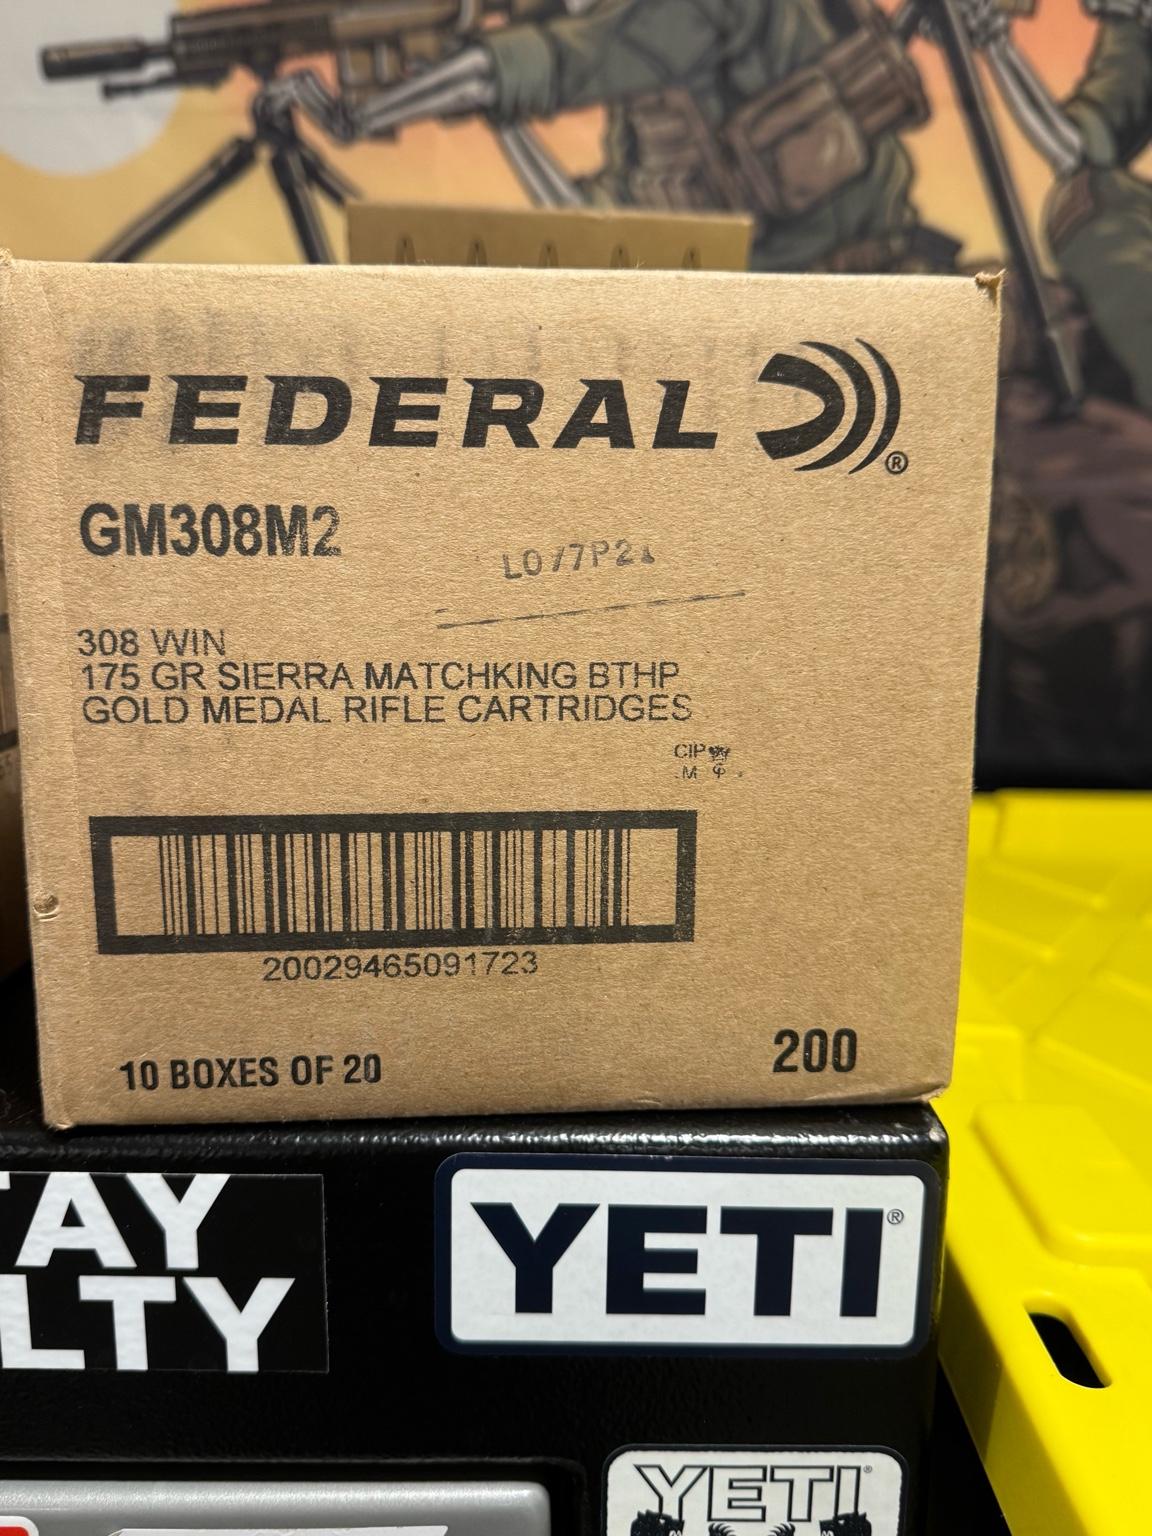 FEDERAL ®
GM308M2
308 WIN
175 GR SIERRA MATCHKING BTHP
GOLD MEDAL RIFLE CARTRIDGES
CIP
M
20029465091723
10 BOXES OF 20
200
TAY
LTY
YETI ®
YETI ®